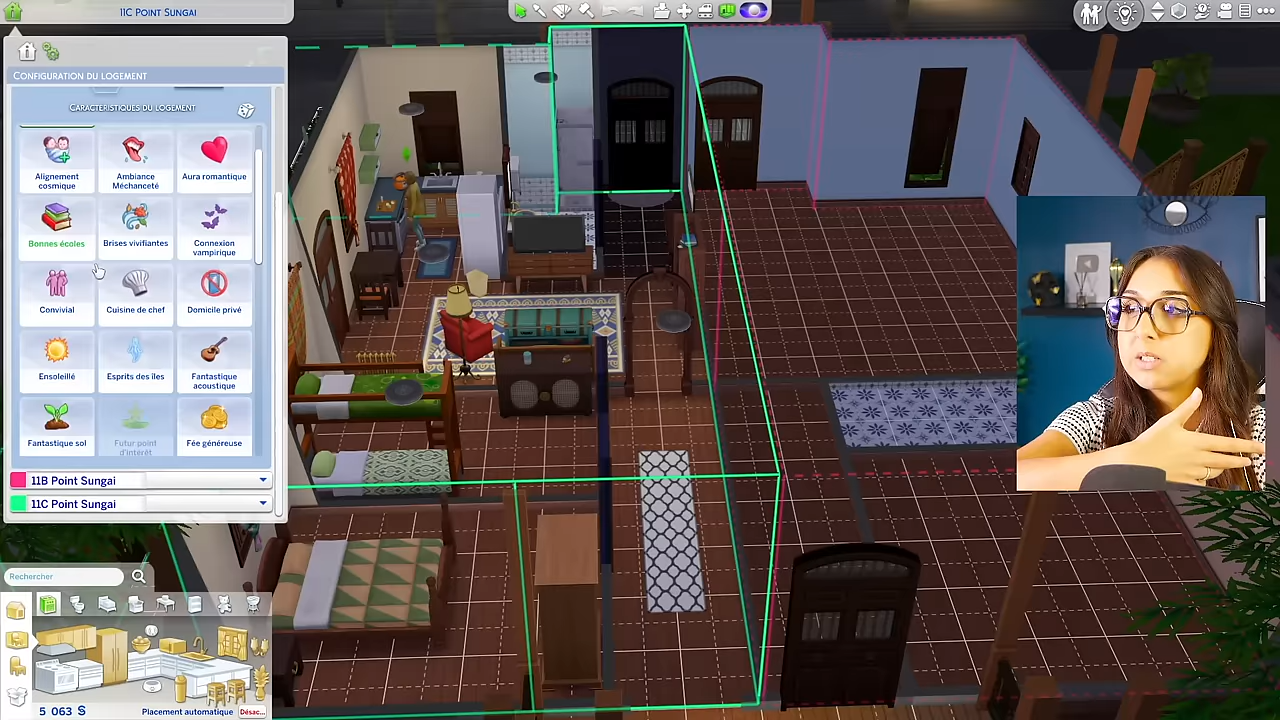 11C Point Sungai
CONFIGURATION DU LOGEMENT
CARACTÉRISTIQUES DU LOGEMENT
Alignement cosmique
Ambiance Méchanceté
Aura romantique
Bonnes écoles
Brises vivifiantes
Connexion vampirique
Convivial
Cuisine de chef
Domicile privé
Ensoleillé
Esprits des îles
Fantastique acoustique
Fantastique sol
Futur point d'intérêt
Fée généreuse
11B Point Sungai
11C Point Sungai
Rechercher
5 063 S
Placement automatique
Désac...